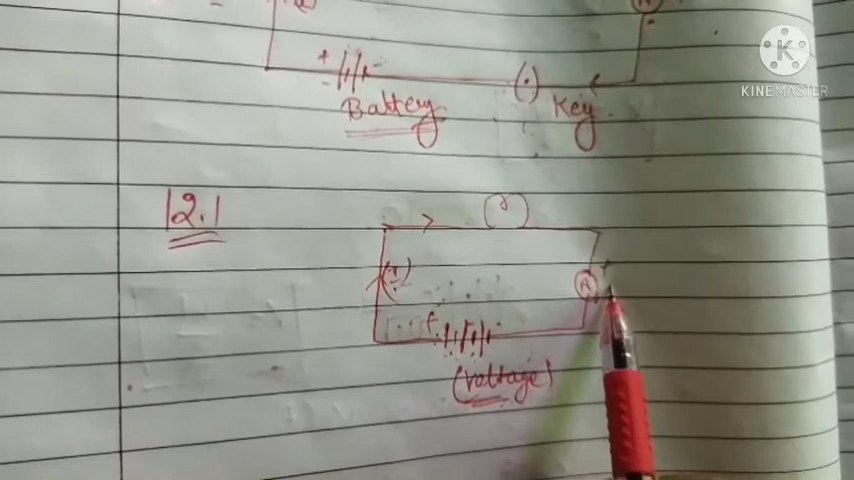 K
KINEMASTER
+ -
Battery
Key
12.1
A
+
(voltage)